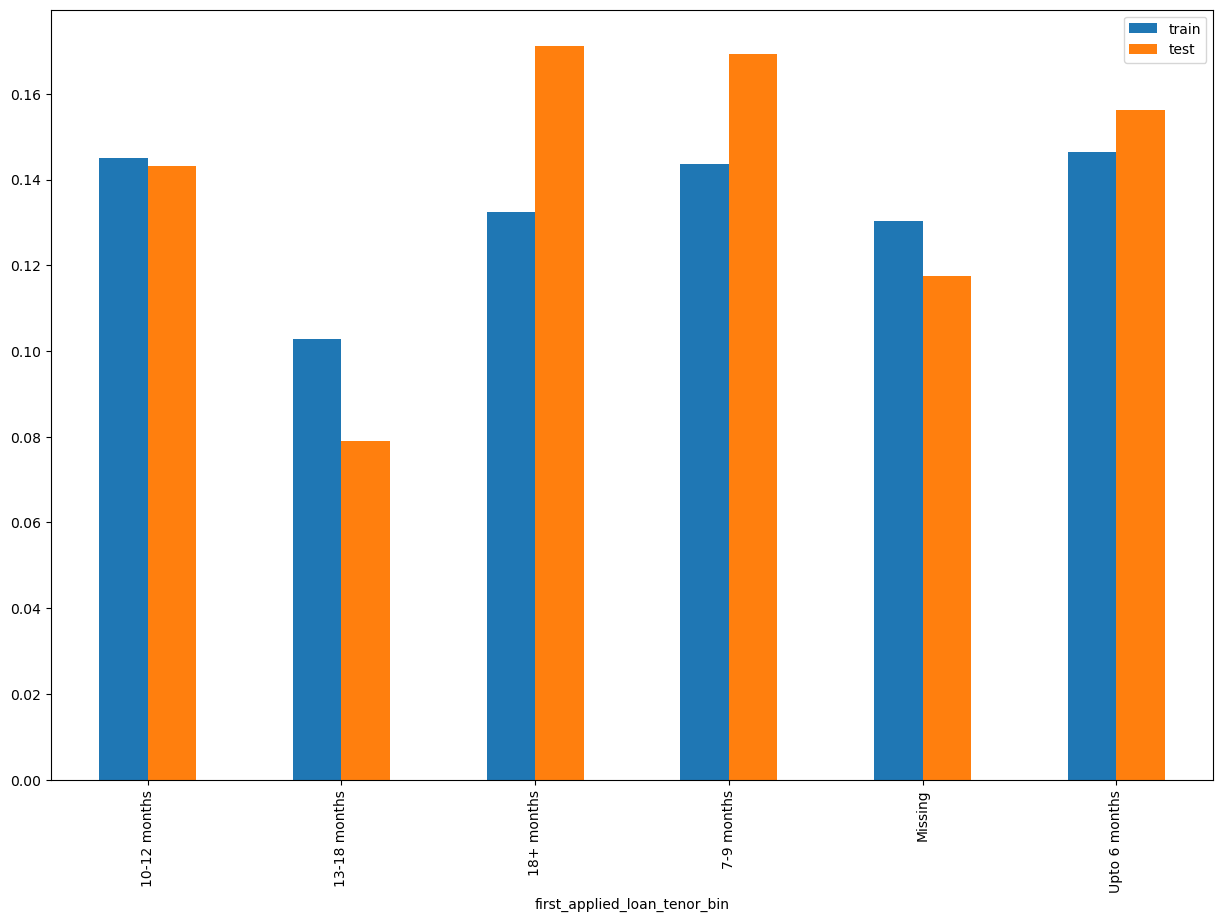 train
test
0.16
0.14
0.12
0.10
0.08
0.06
0.04
0.02
0.00
10-12 months
13-18 months
18+ months
7-9 months
Missing
Upto 6 months
first_applied_loan_tenor_bin